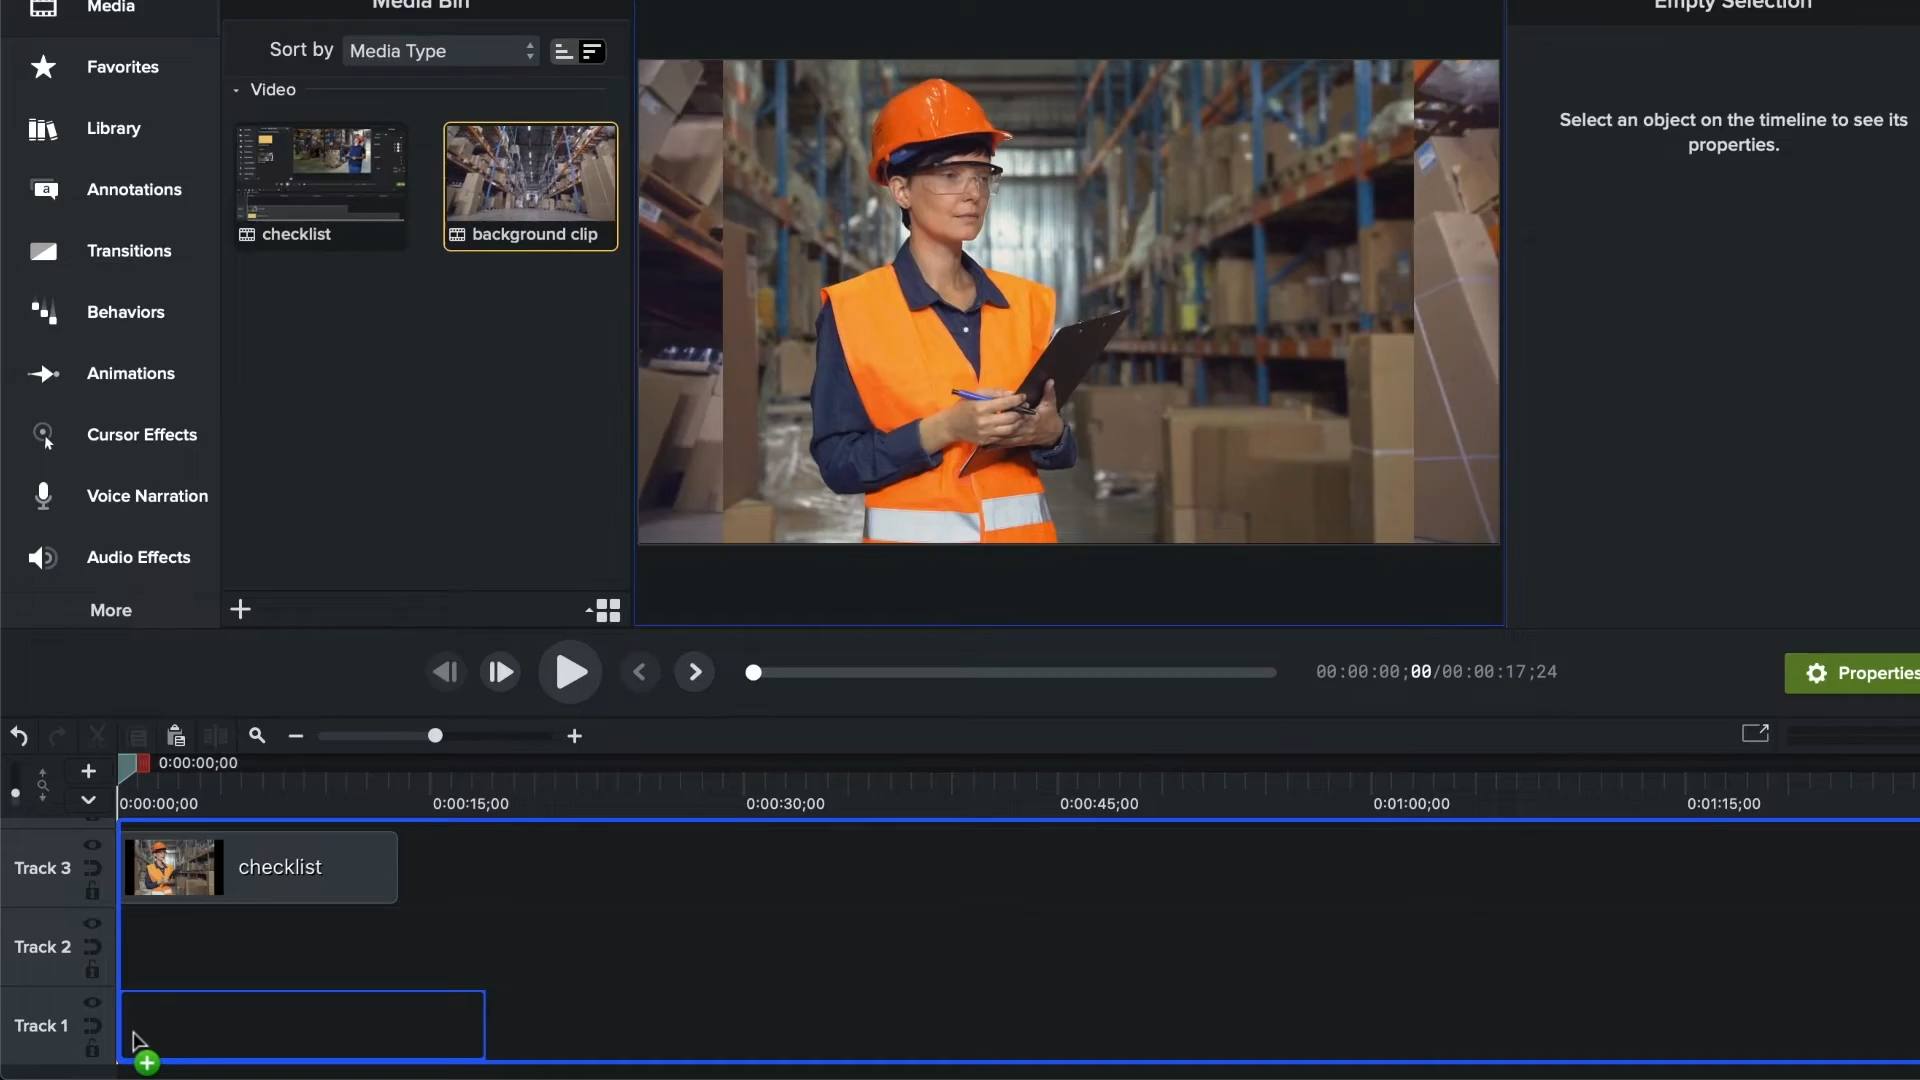 Media
Favorites
Library
Annotations
Transitions
Behaviors
Animations
Cursor Effects
Voice Narration
Audio Effects
More
Media Bin
Sort by
Media Type
Video
checklist
background clip
Empty Selection
Select an object on the timeline to see its
properties.
00:00:00;00/00:00:17;24
Properties
0:00:00;00
0:00:00;00
0:00:15;00
0:00:30;00
0:00:45;00
0:01:00;00
0:01:15;00
Track 3
checklist
Track 2
Track 1